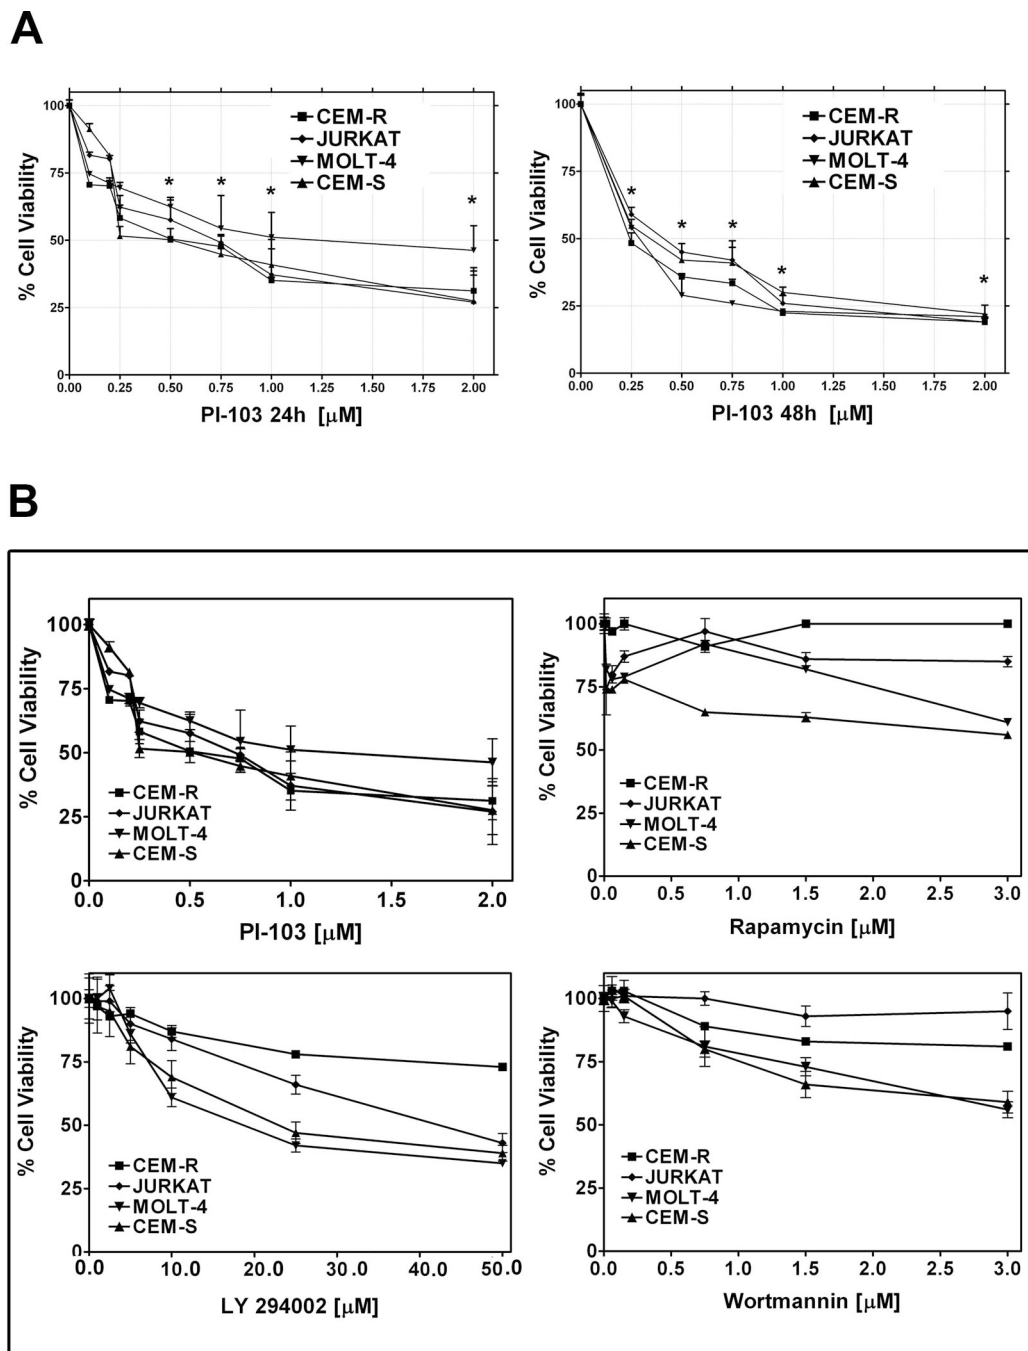 A
% Cell Viability
100
75
50
25
0
CEM-R
JURKAT
MOLT-4
CEM-S
* * * *
0.00 0.25 0.50 0.75 1.00 1.25 1.50 1.75 2.00
PI-103 24h [μM]
% Cell Viability
100
75
50
25
0
CEM-R
JURKAT
MOLT-4
CEM-S
* * * * *
0.00 0.25 0.50 0.75 1.00 1.25 1.50 1.75 2.00
PI-103 48h [μM]
B
% Cell Viability
100
75
50
25
0
CEM-R
JURKAT
MOLT-4
CEM-S
0.0 0.5 1.0 1.5 2.0
PI-103 [μM]
% Cell Viability
100
75
50
25
0
CEM-R
JURKAT
MOLT-4
CEM-S
0.0 0.5 1.0 1.5 2.0 2.5 3.0
Rapamycin [μM]
% Cell Viability
100
75
50
25
0
CEM-R
JURKAT
MOLT-4
CEM-S
0.0 10.0 20.0 30.0 40.0 50.0
LY 294002 [μM]
% Cell Viability
100
75
50
25
0
CEM-R
JURKAT
MOLT-4
CEM-S
0.0 0.5 1.0 1.5 2.0 2.5 3.0
Wortmannin [μM]